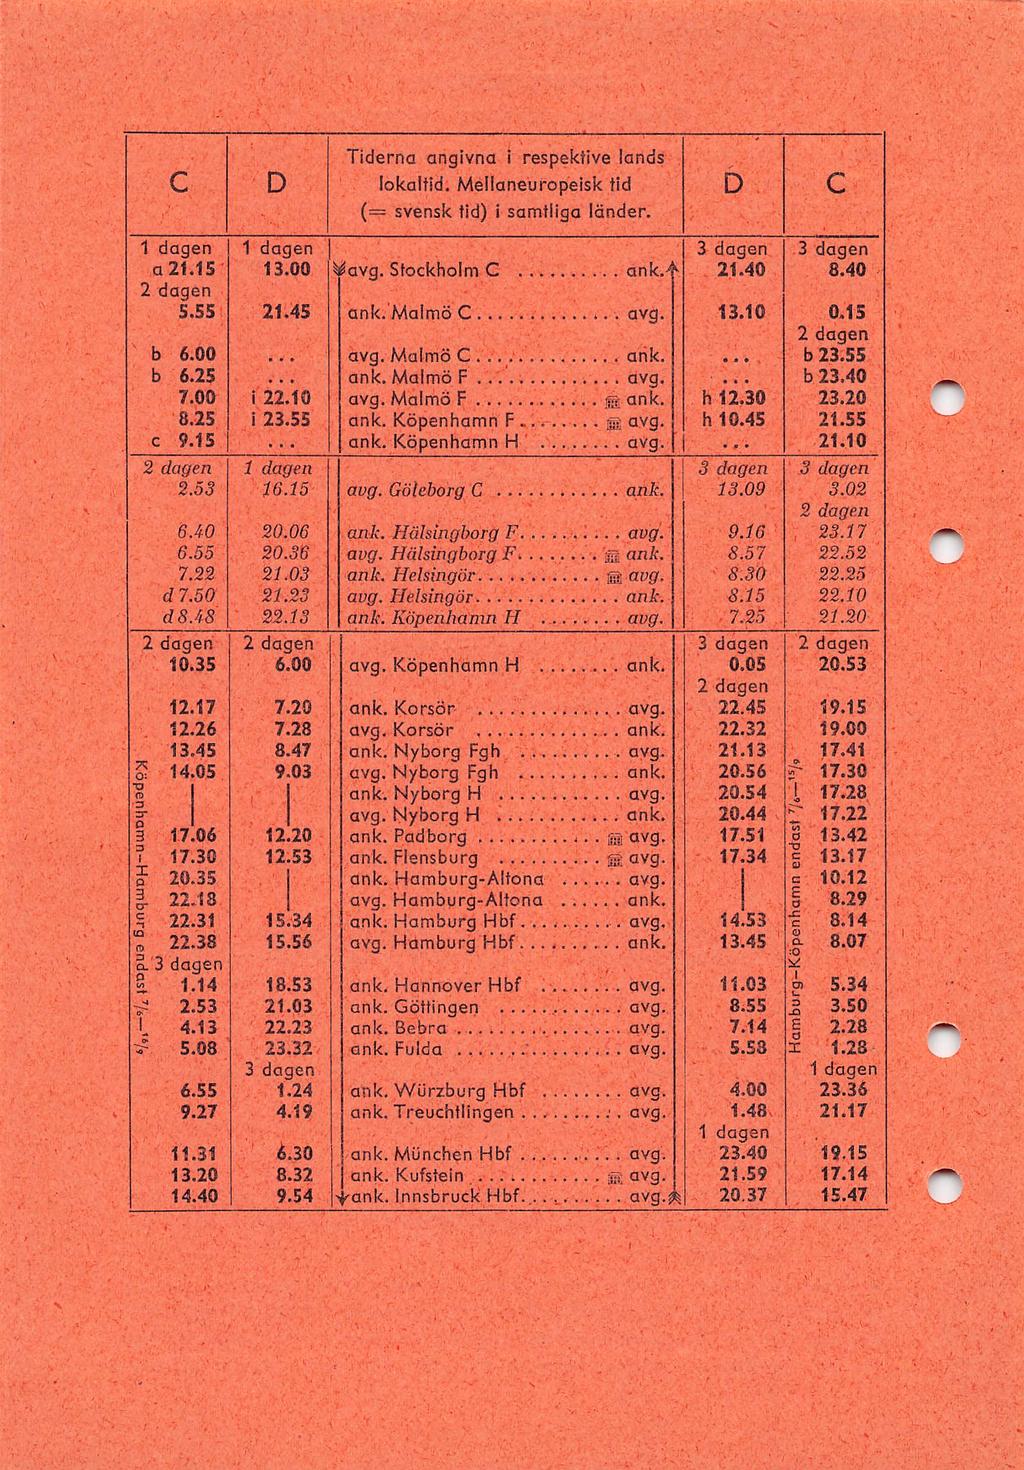 C D Tiderna angivna i respektive lands lokaltid. Mellaneuropeisk tid (= svensk tid) i samtliga länder. D C
1 dagen 1 dagen 3 dagen 3 dagen
a 21.15 13.00 avg. Stockholm C .......... ank. 21.40 8.40
2 dagen
5.55 21.45 ank. Malmö C .............. avg. 13.10 0.15
2 dagen
b 6.00 ... avg. Malmö C .............. ank. ... b 23.55
b 6.25 ... ank. Malmö F .............. avg. ... b 23.40
7.00 i 22.10 avg. Malmö F ............ ank. h 12.30 23.20
8.25 i 23.55 ank. Köpenhamn F ........ avg. h 10.45 21.55
c 9.15 ... ank. Köpenhamn H ........ avg. ... 21.10
2 dagen 1 dagen 3 dagen 3 dagen
2.53 16.15 avg. Göteborg C ............ ank. 13.09 3.02
2 dagen
6.40 20.06 ank. Hälsingborg F .......... avg. 9.16 23.17
6.55 20.36 avg. Hälsingborg F ........ ank. 8.57 22.52
7.22 21.03 ank. Helsingör ............ avg. 8.30 22.25
d 7.50 21.23 avg. Helsingör .............. ank. 8.15 22.10
d 8.48 22.13 ank. Köpenhamn H ........ avg. 7.25 21.20
2 dagen 2 dagen 3 dagen 2 dagen
10.35 6.00 avg. Köpenhamn H ........ ank. 0.05 20.53
2 dagen
12.17 7.20 ank. Korsör .............. avg. 22.45 19.15
12.26 7.28 avg. Korsör .............. ank. 22.32 19.00
13.45 8.47 ank. Nyborg Fgh .......... avg. 21.13 17.41
14.05 9.03 avg. Nyborg Fgh .......... ank. 20.56 17.30
ank. Nyborg H ............ avg. 20.54 17.28
avg. Nyborg H ............ ank. 20.44 17.22
17.06 12.20 ank. Padborg ............ avg. 17.51 13.42
17.30 12.53 ank. Flensburg .......... avg. 17.34 13.17
20.35 ank. Hamburg-Altona ...... avg. 10.12
22.18 avg. Hamburg-Altona ...... ank. 8.29
22.31 15.34 ank. Hamburg Hbf .......... avg. 14.53 8.14
22.38 15.56 avg. Hamburg Hbf .......... ank. 13.45 8.07
3 dagen
1.14 18.53 ank. Hannover Hbf ........ avg. 11.03 5.34
2.53 21.03 ank. Göttingen ............ avg. 8.55 3.50
4.13 22.23 ank. Bebra ................ avg. 7.14 2.28
5.08 23.32 ank. Fulda ................ avg. 5.58 1.28
3 dagen 1 dagen
6.55 1.24 ank. Würzburg Hbf ........ avg. 4.00 23.36
9.27 4.19 ank. Treuchtlingen .......... avg. 1.48 21.17
1 dagen
11.31 6.30 ank. München Hbf .......... avg. 23.40 19.15
13.20 8.32 ank. Kufstein ............ avg. 21.59 17.14
14.40 9.54 ank. Innsbruck Hbf .......... avg. 20.37 15.47
Köpenhamn–Hamburg endast 7/6–16/9
Hamburg–Köpenhamn endast 7/6–15/9